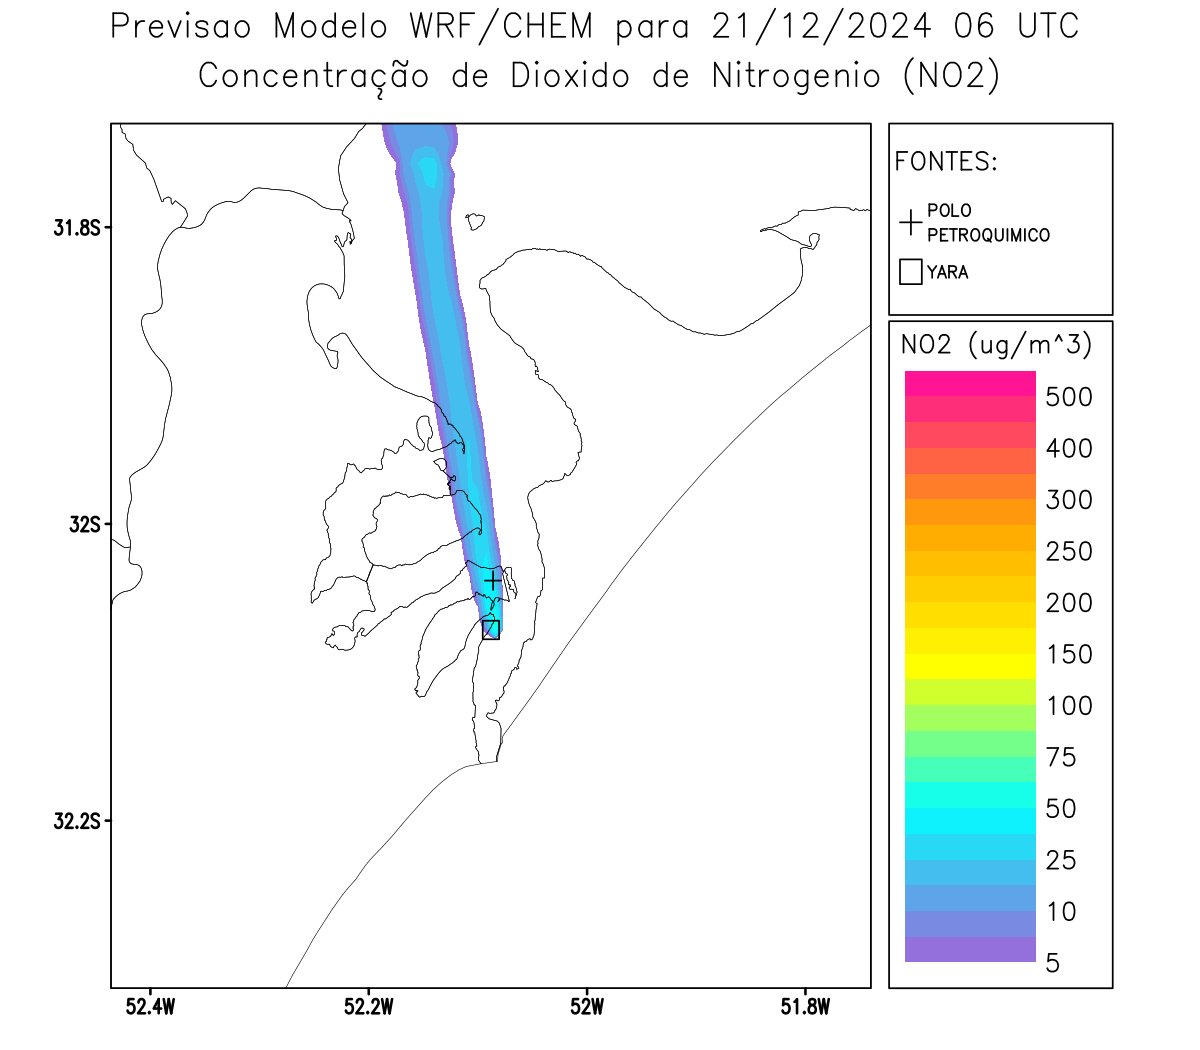 Previsao Modelo WRF/CHEM para 21/12/2024 06 UTC
Concentração de Dioxido de Nitrogenio (NO2)
FONTES:
POLO
PETROQUIMICO
YARA
NO2 (ug/m^3)
500
400
300
250
200
150
100
75
50
25
10
5
31.8S
32S
32.2S
52.4W
52.2W
52W
51.8W